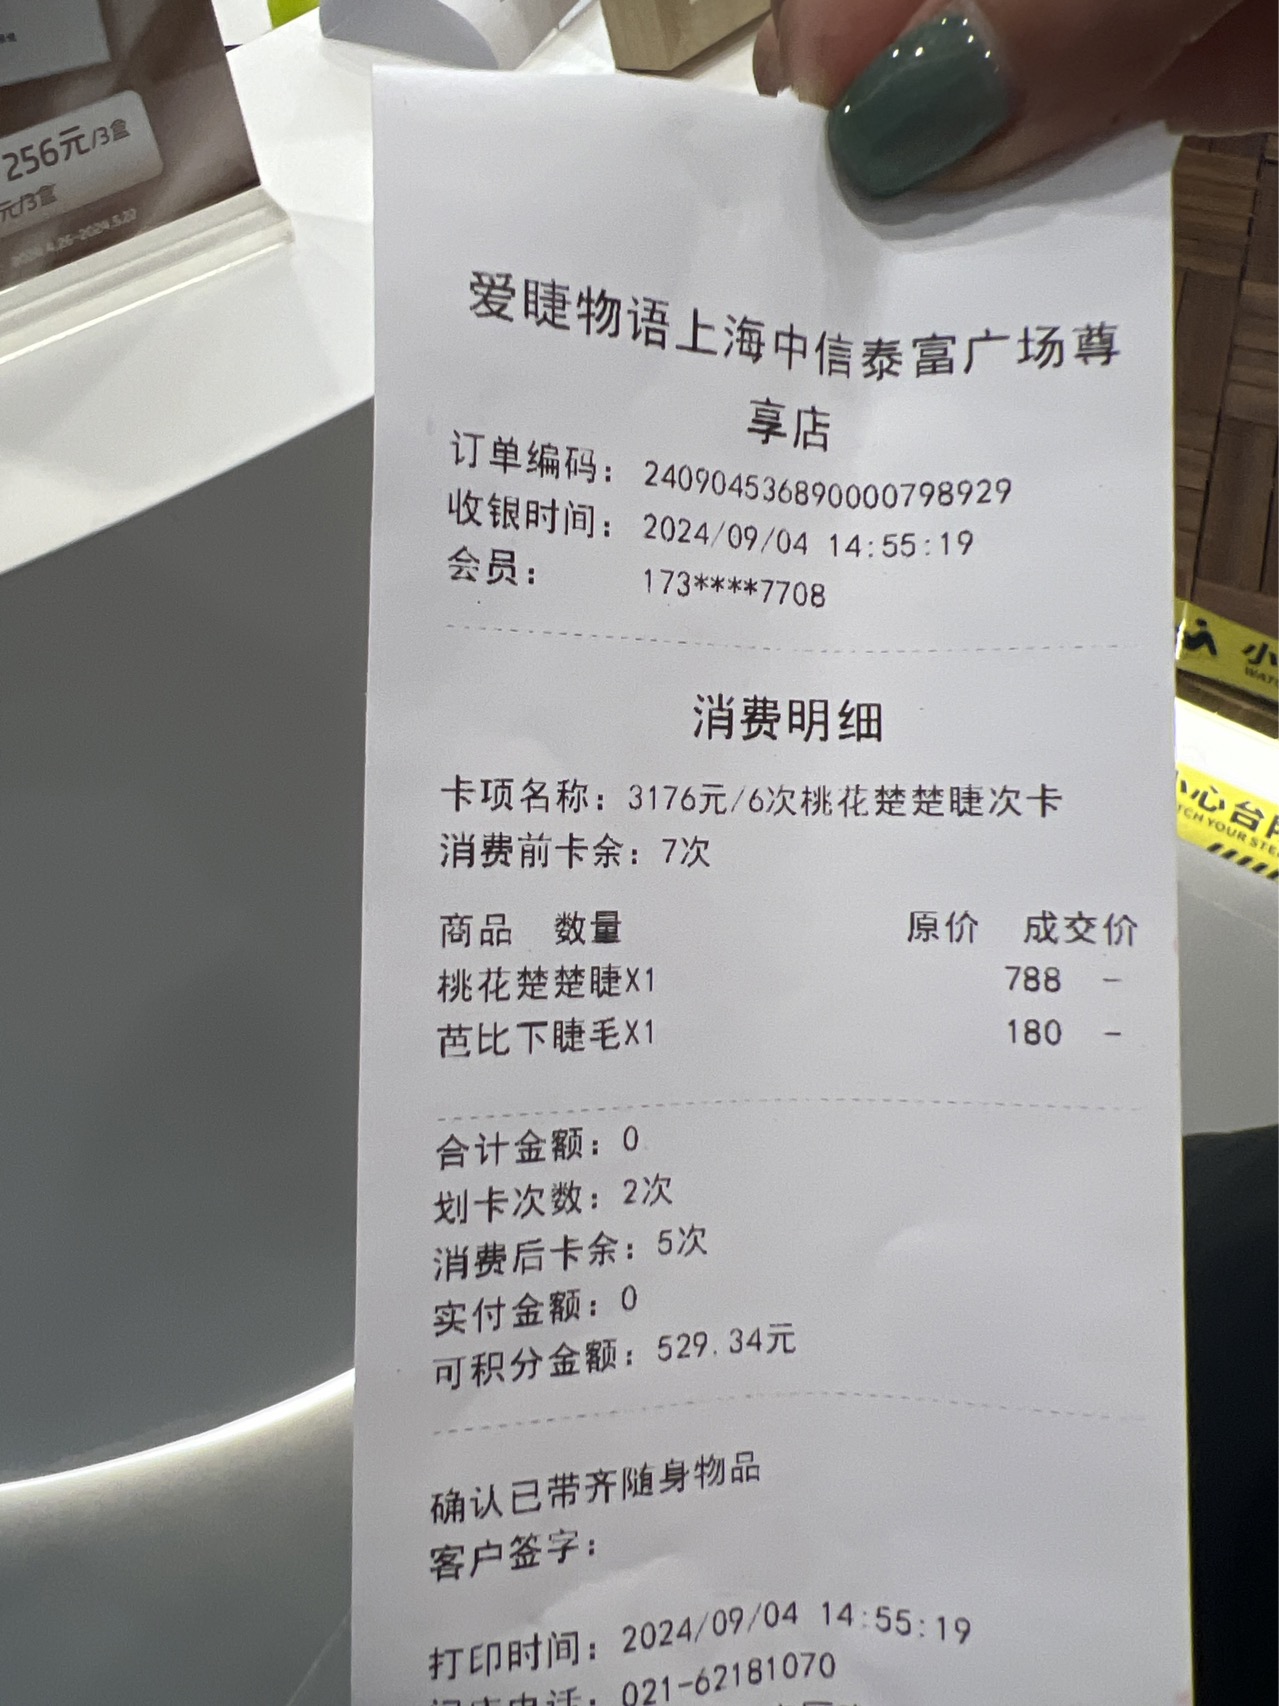 256元/3盒
元/3盒
爱睫物语上海中信泰富广场尊
享店
订单编码：240904536890000798929
收银时间：2024/09/04 14:55:19
会员：173****7708
消费明细
卡项名称：3176元/6次桃花楚楚睫次卡
消费前卡余：7次
商品 数量 原价 成交价
桃花楚楚睫X1 788 -
芭比下睫毛X1 180 -
合计金额：0
划卡次数：2次
消费后卡余：5次
实付金额：0
可积分金额：529.34元
确认已带齐随身物品
客户签字：
打印时间：2024/09/04 14:55:19
021-62181070
小
小心台
TCH YOUR STE